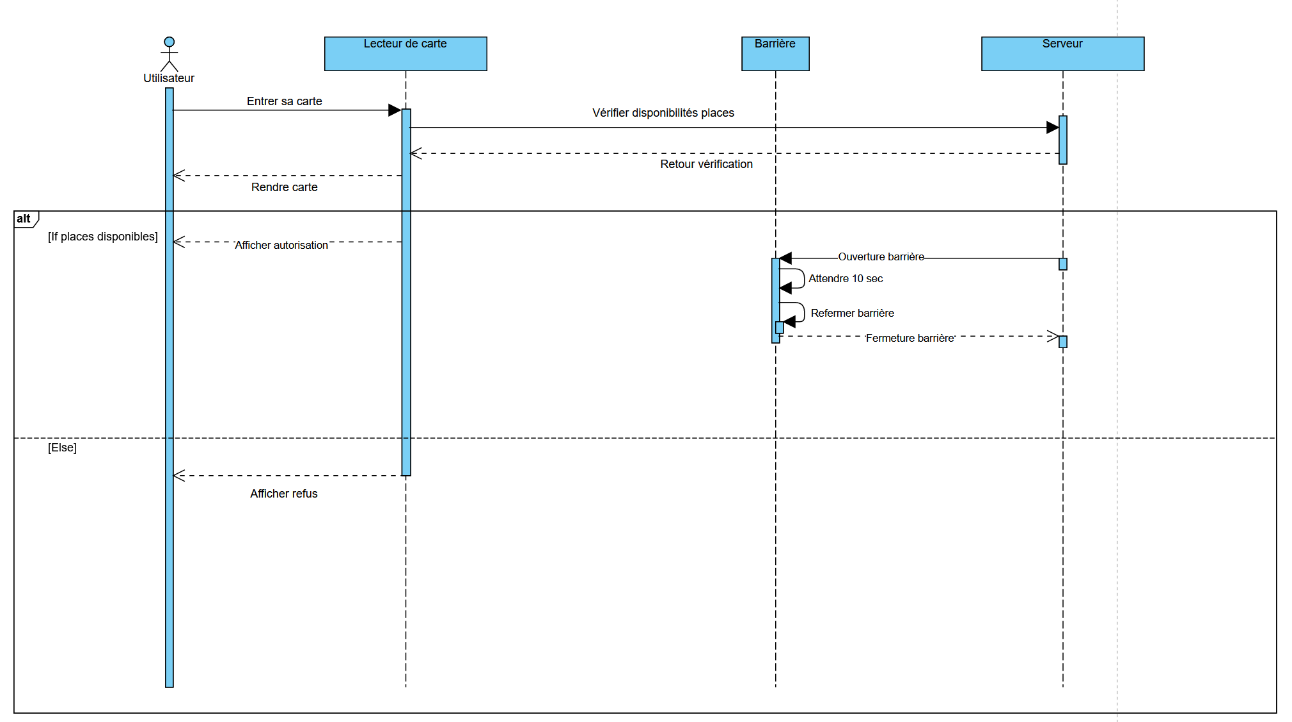 Lecteur de carte
Barrière
Serveur
Utilisateur
Entrer sa carte
Vérifier disponibilités places
Retour vérification
Rendre carte
alt
[If places disponibles]
Afficher autorisation
Ouverture barrière
Attendre 10 sec
Refermer barrière
Fermeture barrière
[Else]
Afficher refus